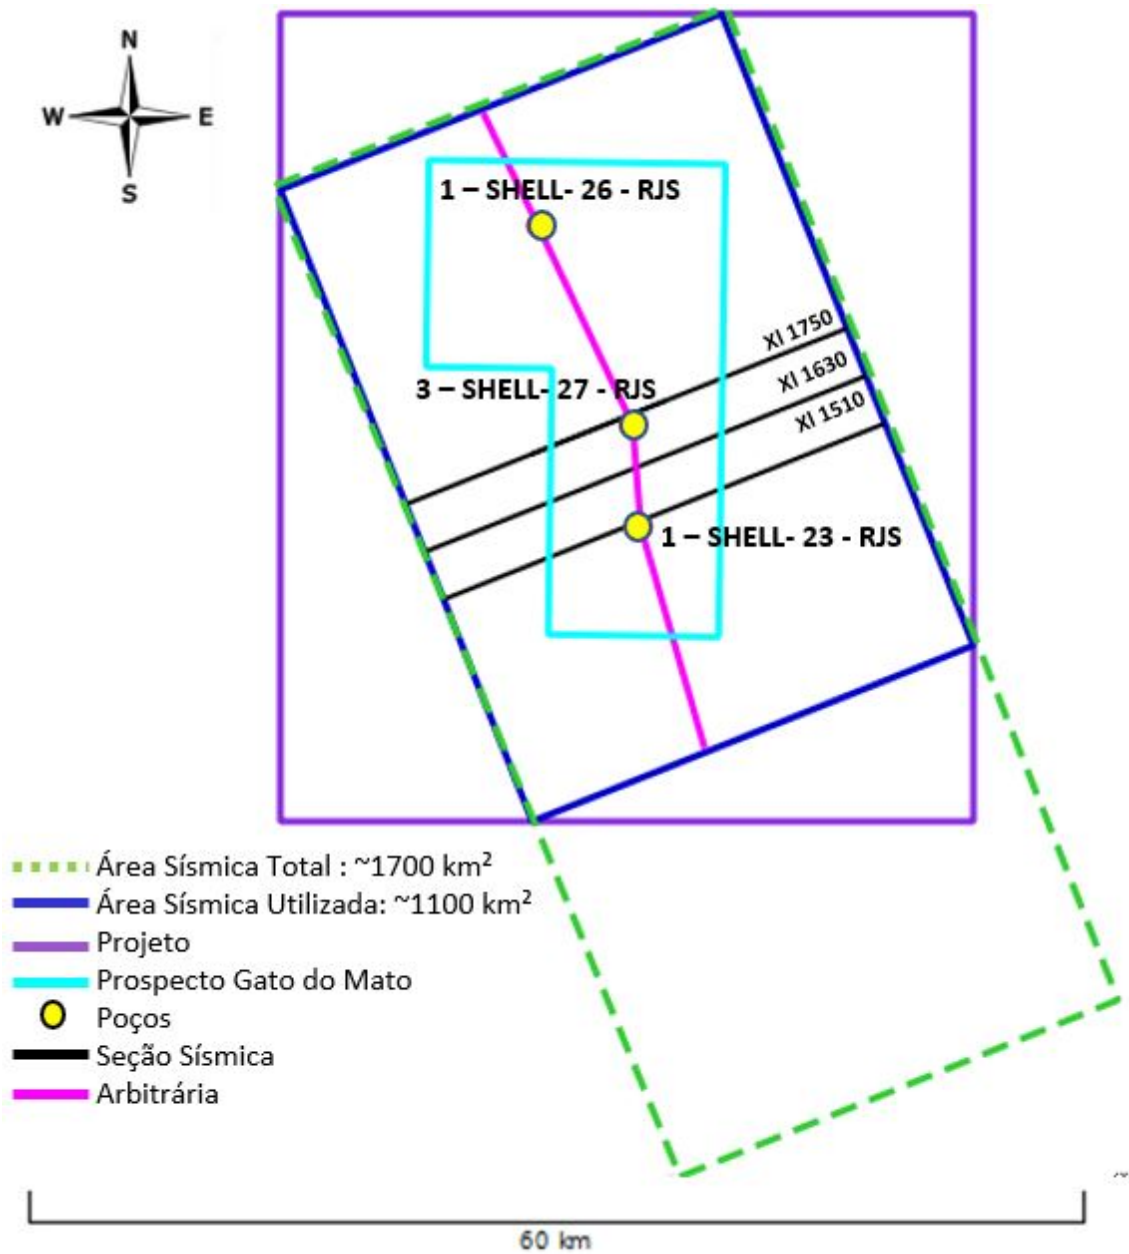 N
W E
S
1 – SHELL- 26 - RJS
Xl 1750
Xl 1630
3 – SHELL- 27 - RJS
Xl 1510
1 – SHELL- 23 - RJS
Área Sísmica Total : ~1700 km²
Área Sísmica Utilizada: ~1100 km²
Projeto
Prospecto Gato do Mato
Poços
Seção Sísmica
Arbitrária
~
60 km